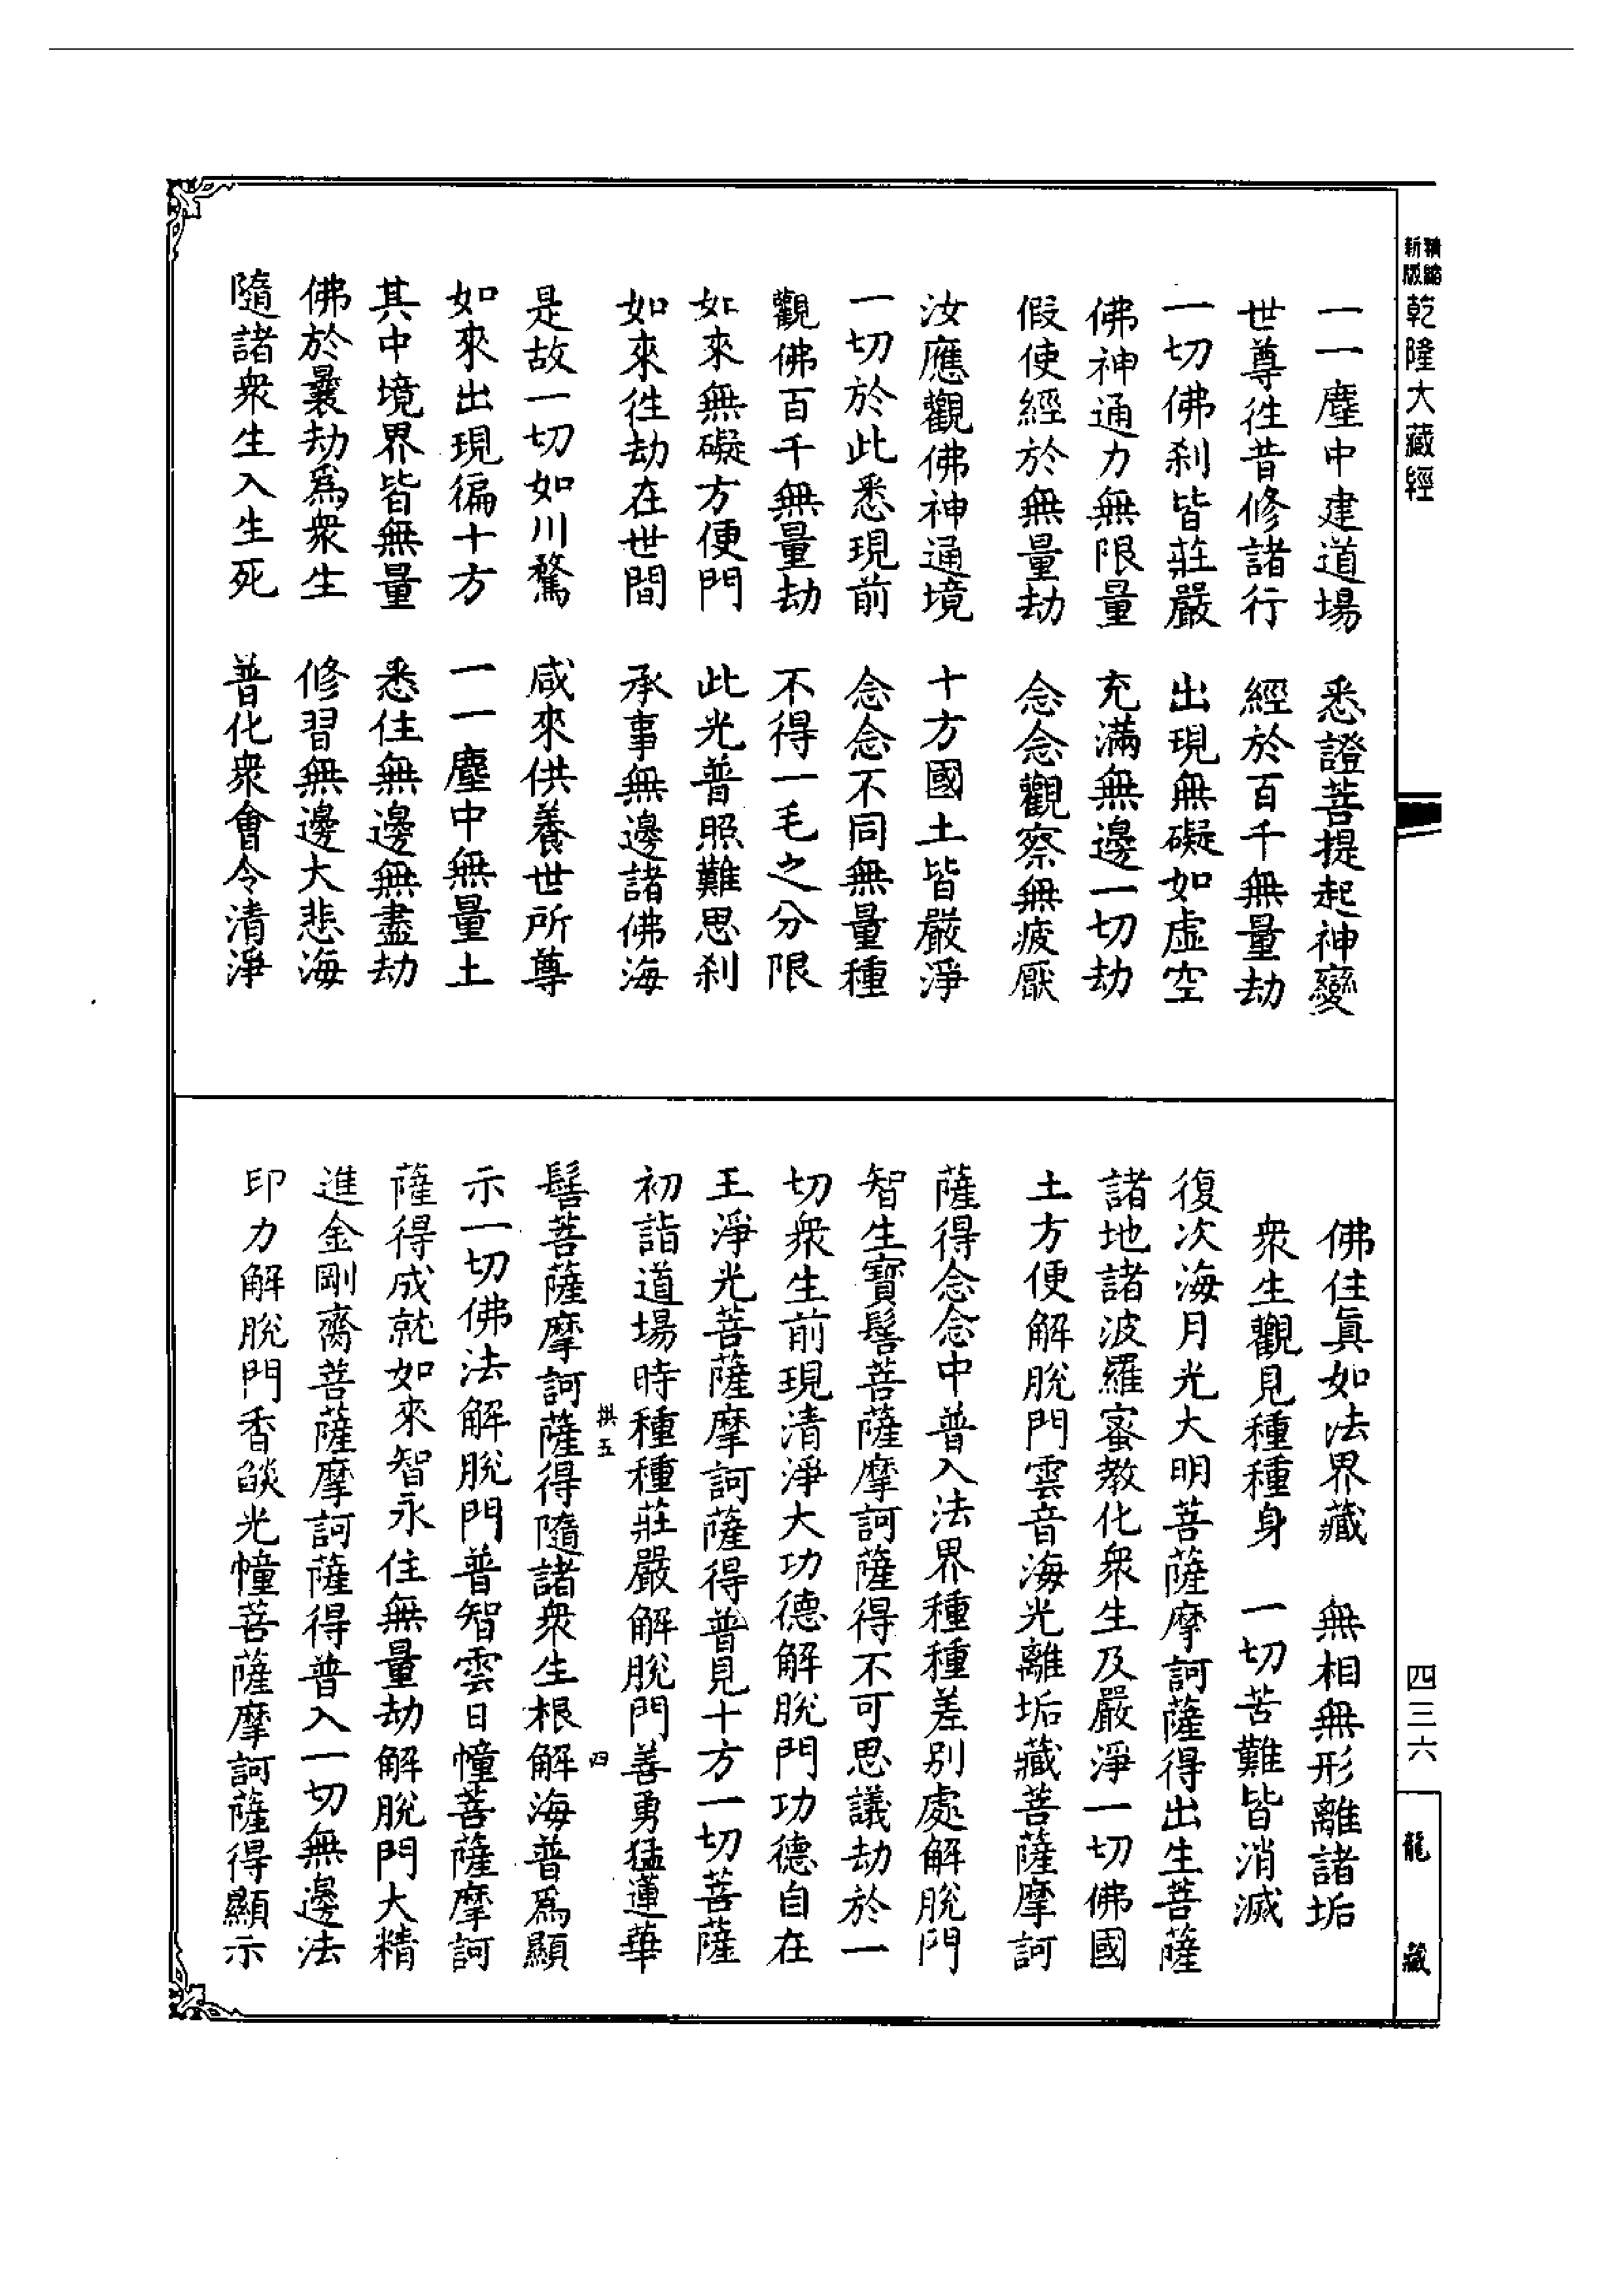 精縮
新版
乾隆大藏經
一一塵中建道場　悉證菩提起神變
世尊徃昔修諸行　經於百千無量劫
一切佛刹皆莊嚴　出現無礙如虛空
佛神通力無限量　充滿無邊一切劫
假使經於無量劫　念念觀察無疲厭
汝應觀佛神通境　十方國土皆嚴淨
一切於此悉現前　念念不同無量種
觀佛百千無量劫　不得一毛之分限
如來無礙方便門　此光普照難思刹
如來徃劫在世間　承事無邊諸佛海
是故一切如川騖　咸來供養世所尊
如來出現徧十方　一一塵中無量土
其中境界皆無量　悉住無邊無盡劫
佛於曩劫爲衆生　修習無邊大悲海
隨諸衆生入生死　普化衆會令清淨
佛住眞如法界藏　無相無形離諸垢
衆生觀見種種身　一切苦難皆消滅
復次海月光大明菩薩摩訶薩得出生菩薩
諸地諸波羅蜜教化衆生及嚴淨一切佛國
土方便解脫門雲音海光離垢藏菩薩摩訶
薩得念念中普入法界種種差别處解脫門
智生寶髻菩薩摩訶薩得不可思議劫於一
切衆生前現清淨大功德解脫門功德自在
王淨光菩薩摩訶薩得普見十方一切菩薩
初詣道場時種種莊嚴解脫門善勇猛蓮華
拱五　四
髻菩薩摩訶薩得隨諸衆生根解海普爲顯
示一切佛法解脫門普智雲日幢菩薩摩訶
薩得成就如來智永住無量劫解脫門大精
進金剛齎菩薩摩訶薩得普入一切無邊法
印力解脫門香燄光幢菩薩摩訶薩得顯示
四三六
龍藏